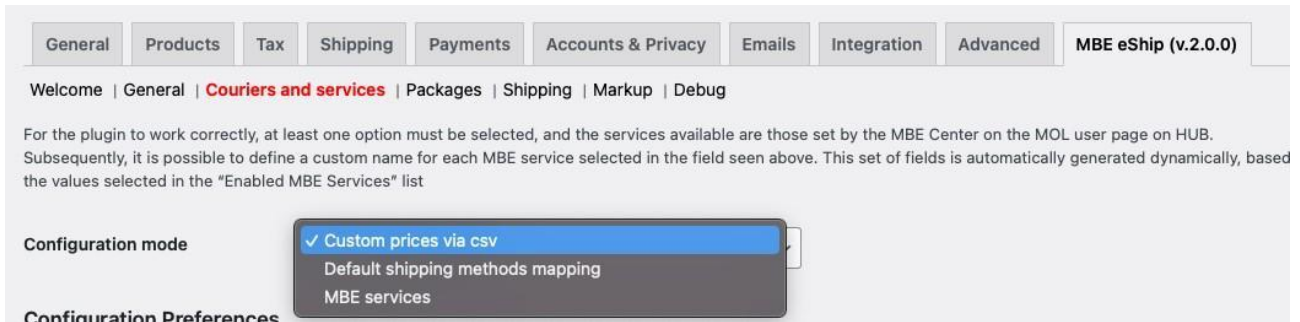 General Products Tax Shipping Payments Accounts & Privacy Emails Integration Advanced MBE eShip (v.2.0.0)
Welcome | General | Couriers and services | Packages | Shipping | Markup | Debug
For the plugin to work correctly, at least one option must be selected, and the services available are those set by the MBE Center on the MOL user page on HUB.
Subsequently, it is possible to define a custom name for each MBE service selected in the field seen above. This set of fields is automatically generated dynamically, based
the values selected in the “Enabled MBE Services” list
Configuration mode ✓ Custom prices via csv
Default shipping methods mapping
MBE services
Configuration Preferences